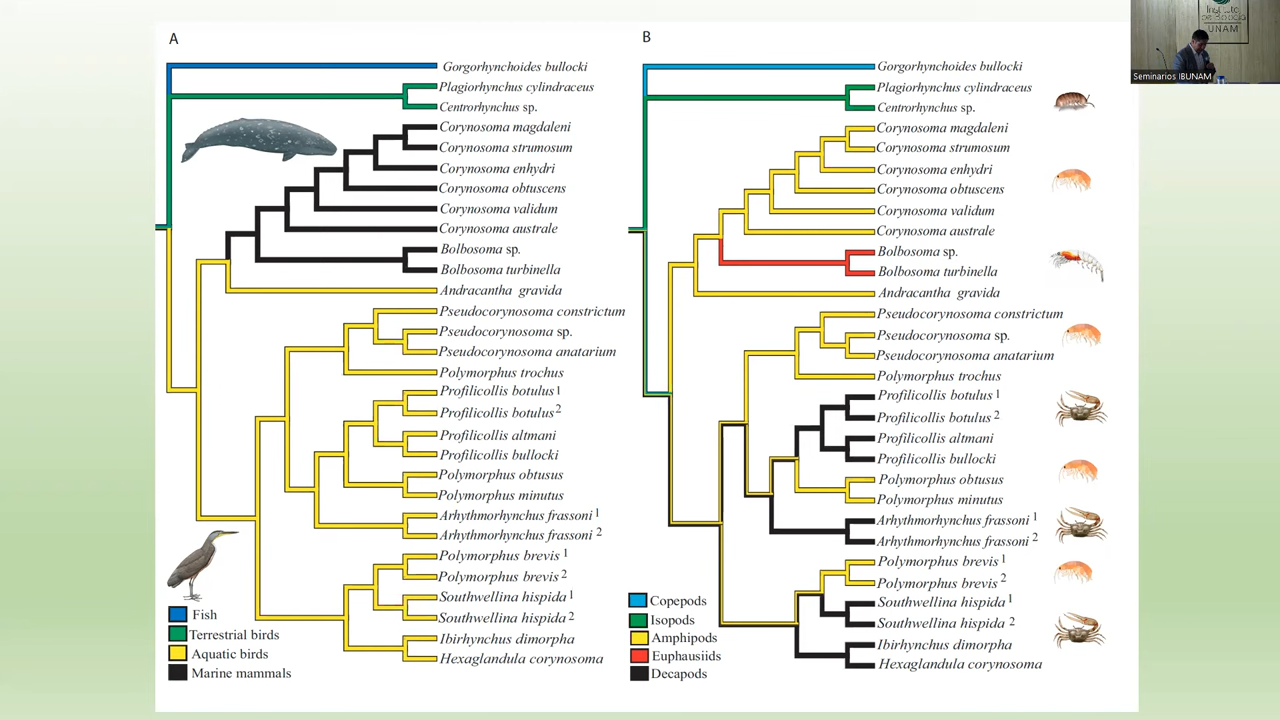 A
Gorgorhynchoides bullocki
Plagiorhynchus cylindraceus
Centrorhynchus sp.
Corynosoma magdaleni
Corynosoma strumosum
Corynosoma enhydri
Corynosoma obtuscens
Corynosoma validum
Corynosoma australe
Bolbosoma sp.
Bolbosoma turbinella
Andracantha gravida
Pseudocorynosoma constrictum
Pseudocorynosoma sp.
Pseudocorynosoma anatarium
Polymorphus trochus
Profilicollis botulus 1
Profilicollis botulus 2
Profilicollis altmani
Profilicollis bullocki
Polymorphus obtusus
Polymorphus minutus
Arhythmorhynchus frassoni 1
Arhythmorhynchus frassoni 2
Polymorphus brevis 1
Polymorphus brevis 2
Southwellina hispida 1
Southwellina hispida 2
Ibirhynchus dimorpha
Hexaglandula corynosoma
Fish
Terrestrial birds
Aquatic birds
Marine mammals
B
Gorgorhynchoides bullocki
Plagiorhynchus cylindraceus
Centrorhynchus sp.
Corynosoma magdaleni
Corynosoma strumosum
Corynosoma enhydri
Corynosoma obtuscens
Corynosoma validum
Corynosoma australe
Bolbosoma sp.
Bolbosoma turbinella
Andracantha gravida
Pseudocorynosoma constrictum
Pseudocorynosoma sp.
Pseudocorynosoma anatarium
Polymorphus trochus
Profilicollis botulus 1
Profilicollis botulus 2
Profilicollis altmani
Profilicollis bullocki
Polymorphus obtusus
Polymorphus minutus
Arhythmorhynchus frassoni 1
Arhythmorhynchus frassoni 2
Polymorphus brevis 1
Polymorphus brevis 2
Southwellina hispida 1
Southwellina hispida 2
Ibirhynchus dimorpha
Hexaglandula corynosoma
Copepods
Isopods
Amphipods
Euphausiids
Decapods
Instituto
de Biología
UNAM
Seminarios IBUNAM